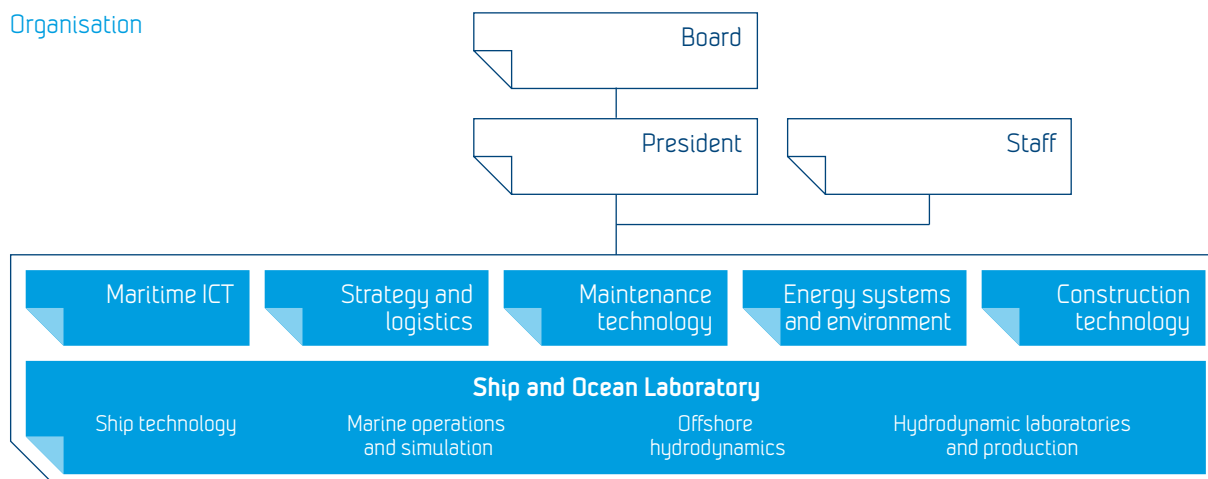 Organisation
Board
President
Staff
Maritime ICT
Strategy and
logistics
Maintenance
technology
Energy systems
and environment
Construction
technology
Ship and Ocean Laboratory
Ship technology
Marine operations
and simulation
Offshore
hydrodynamics
Hydrodynamic laboratories
and production